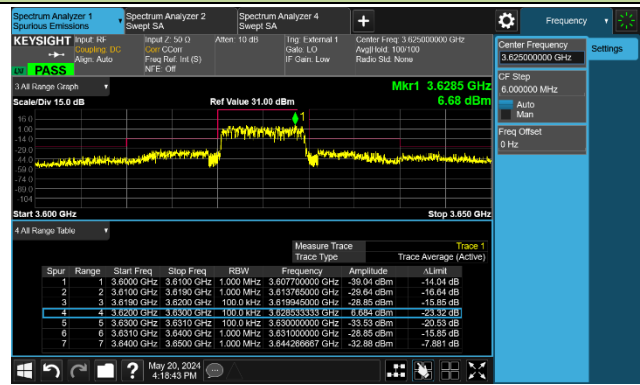 Spectrum Analyzer 1
Spurious Emissions
Spectrum Analyzer 2
Swept SA
Spectrum Analyzer 4
Swept SA
Frequency
KEYSIGHT
Input: RF
Coupling: DC
Align: Auto
Input Z: 50 Ω
Corr CCorr
Freq Ref: Int (S)
NFE: Off
Atten: 10 dB
Trig: External 1
Gate: LO
IF Gain: Low
Center Freq: 3.625000000 GHz
Avg|Hold: 100/100
Radio Std: None
PASS
3 All Range Graph
Mkr1 3.6285 GHz
Scale/Div 15.0 dB
Ref Value 31.00 dBm
6.68 dBm
1
16.0
1.00
-14.0
-29.0
-44.0
-59.0
-74.0
-89.0
-104
Start 3.600 GHz
Stop 3.650 GHz
4 All Range Table
Measure Trace Trace 1
Trace Type Trace Average (Active)
Spur Range Start Freq Stop Freq RBW Frequency Amplitude ΔLimit
1 1 3.6000 GHz 3.6100 GHz 1.000 MHz 3.607700000 GHz -39.04 dBm -14.04 dB
2 2 3.6100 GHz 3.6190 GHz 1.000 MHz 3.613765000 GHz -29.64 dBm -16.64 dB
3 3 3.6190 GHz 3.6200 GHz 100.0 kHz 3.619945000 GHz -28.85 dBm -15.85 dB
4 4 3.6200 GHz 3.6300 GHz 100.0 kHz 3.628533333 GHz 6.684 dBm -23.32 dB
5 5 3.6300 GHz 3.6310 GHz 100.0 kHz 3.630000000 GHz -33.53 dBm -20.53 dB
6 6 3.6310 GHz 3.6400 GHz 1.000 MHz 3.631000000 GHz -28.85 dBm -15.85 dB
7 7 3.6400 GHz 3.6500 GHz 1.000 MHz 3.644266667 GHz -32.88 dBm -7.881 dB
Center Frequency
3.625000000 GHz
Settings
CF Step
6.000000 MHz
Auto
Man
Freq Offset
0 Hz
May 20, 2024
4:18:43 PM